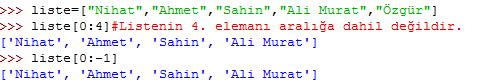 >>> liste=["Nihat","Ahmet","Sahin","Ali Murat","Özgür"]
>>> liste[0:4]#Listenin 4. elemanı aralığa dahil değildir.
['Nihat', 'Ahmet', 'Sahin', 'Ali Murat']
>>> liste[0:-1]
['Nihat', 'Ahmet', 'Sahin', 'Ali Murat']